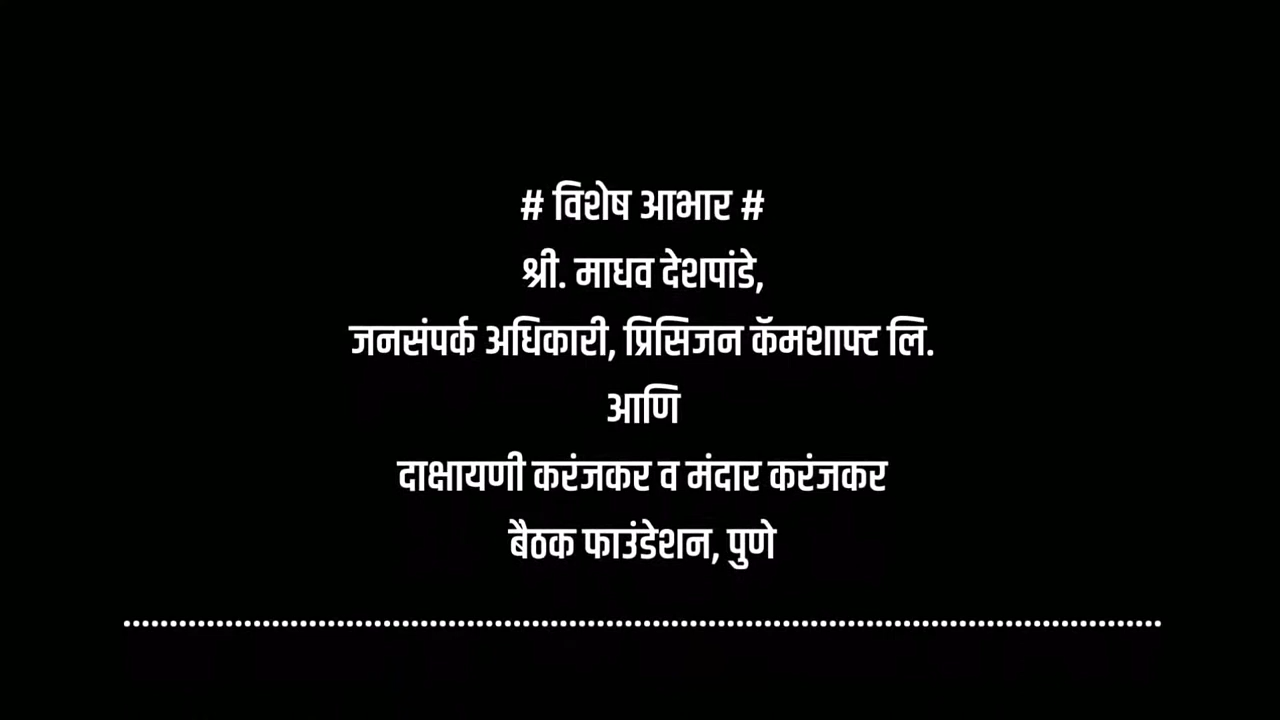 # विशेष आभार #
श्री. माधव देशपांडे,
जनसंपर्क अधिकारी, प्रिसिजन कॅमशाफ्ट लि.
आणि
दाक्षायणी करंजकर व मंदार करंजकर
बैठक फाउंडेशन, पुणे